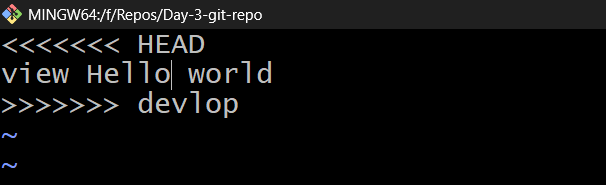 MINGW64:/f/Repos/Day-3-git-repo
<<<<<<< HEAD
view Hello world
>>>>>>> devlop
~
~